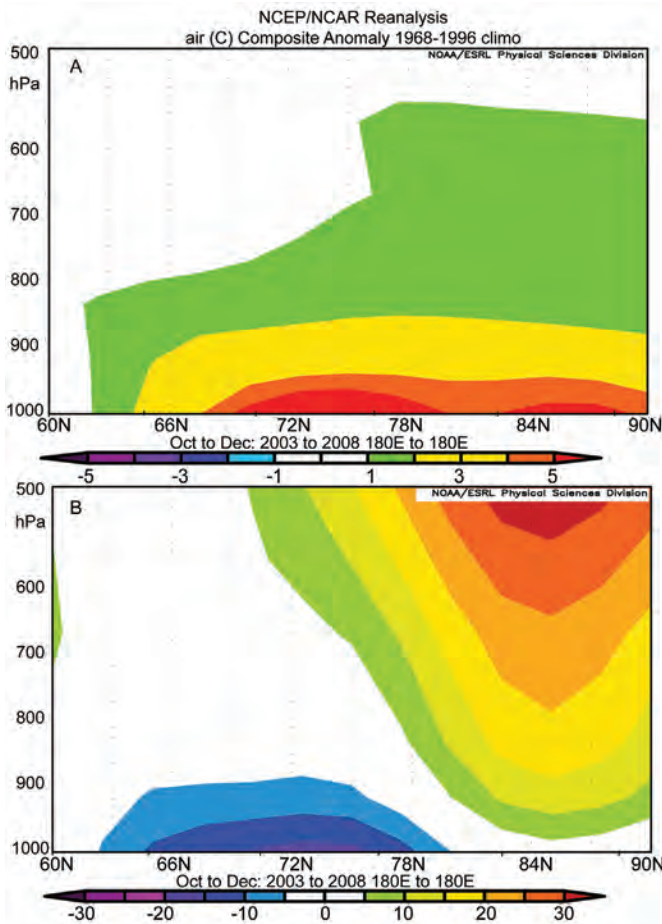 NCEP/NCAR Reanalysis
air (C) Composite Anomaly 1968-1996 climo
500
hPa
A
NOAA/ESRL Physical Sciences Division
600
700
800
900
1000
60N 66N 72N 78N 84N 90N
Oct to Dec: 2003 to 2008 180E to 180E
-5 -3 -1 1 3 5
500
hPa
B
NOAA/ESRL Physical Sciences Division
600
700
800
900
1000
60N 66N 72N 78N 84N 90N
Oct to Dec: 2003 to 2008 180E to 180E
-30 -20 -10 0 10 20 30